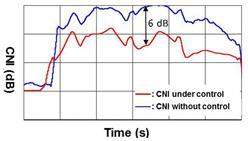 CNI (dB)
6 dB
: CNI under control
: CNI without control
Time (s)